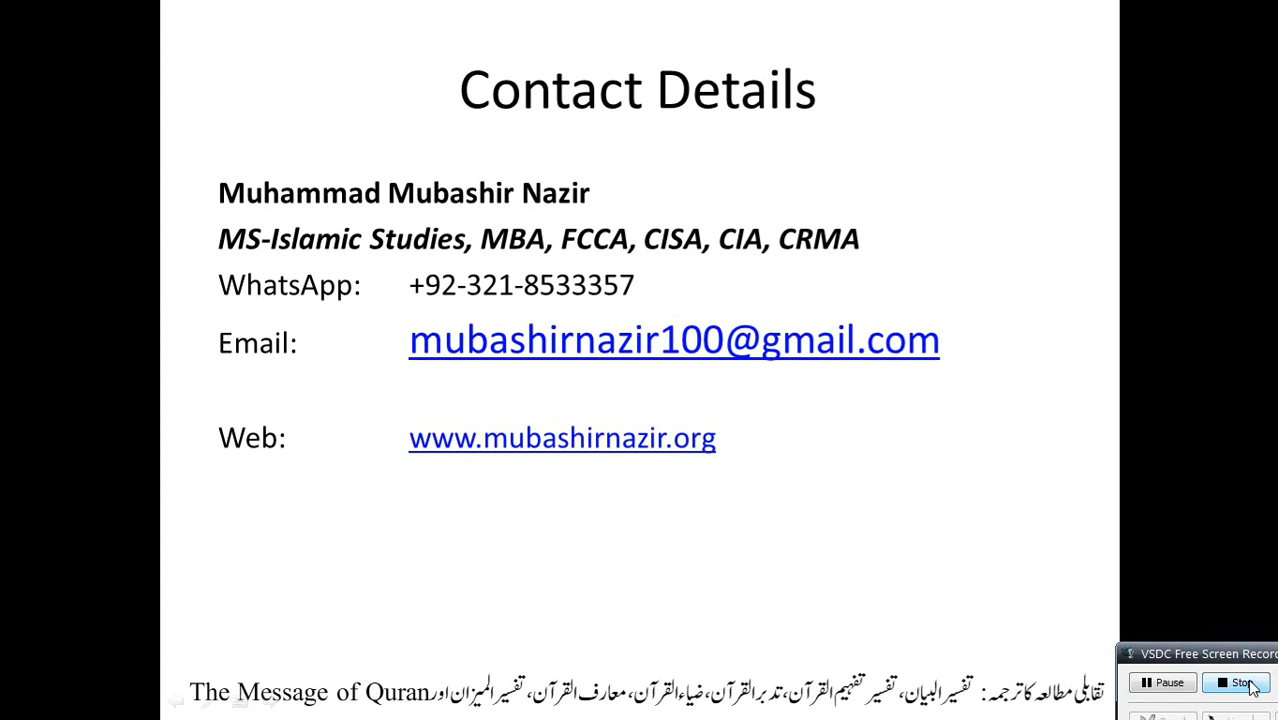 Contact Details
Muhammad Mubashir Nazir
MS-Islamic Studies, MBA, FCCA, CISA, CIA, CRMA
WhatsApp: +92-321-8533357
Email: mubashirnazir100@gmail.com
Web: www.mubashirnazir.org
تقابلی مطالعہ کا ترجمہ: تفسیر البیان، تفسیر تفہیم القرآن، تدبر القرآن، ضیاء القرآن، معارف القرآن، تفسیر المیزان اور The Message of Quran
VSDC Free Screen Recor
Pause Stop